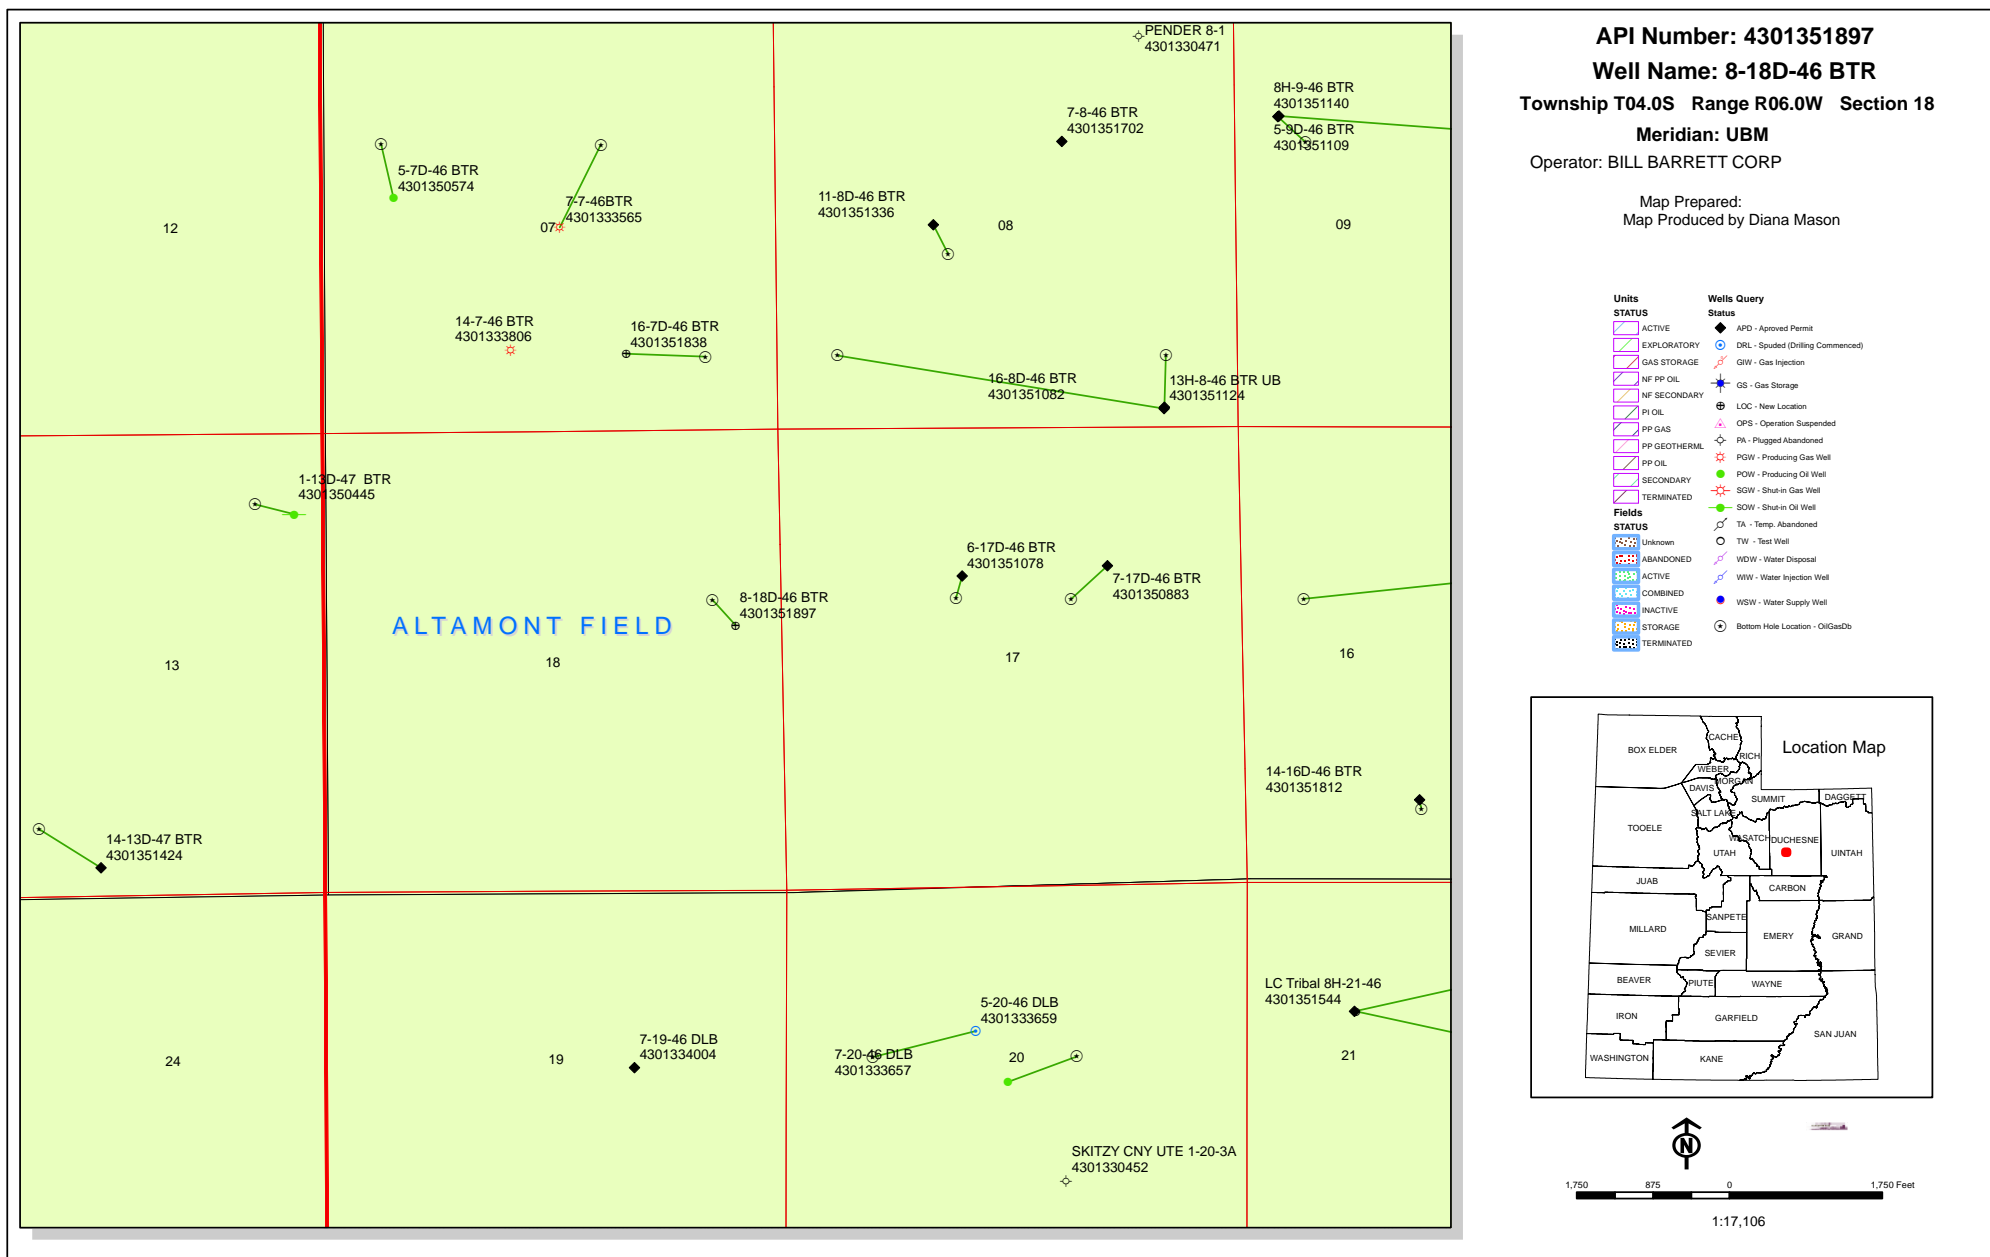 PENDER 8-1
4301330471
8H-9-46 BTR
4301351140
7-8-46 BTR
4301351702
5-9D-46 BTR
4301351109
5-7D-46 BTR
4301350574
7-7-46BTR
4301333565
11-8D-46 BTR
4301351336
12
07
08
09
14-7-46 BTR
4301333806
16-7D-46 BTR
4301351838
16-8D-46 BTR
4301351082
13H-8-46 BTR UB
4301351124
1-13D-47 BTR
4301350445
6-17D-46 BTR
4301351078
7-17D-46 BTR
4301350883
8-18D-46 BTR
4301351897
ALTAMONT FIELD
13
18
17
16
14-16D-46 BTR
4301351812
14-13D-47 BTR
4301351424
LC Tribal 8H-21-46
4301351544
5-20-46 DLB
4301333659
7-19-46 DLB
4301334004
7-20-46 DLB
4301333657
24
19
20
21
SKITZY CNY UTE 1-20-3A
4301330452
API Number: 4301351897
Well Name: 8-18D-46 BTR
Township T04.0S Range R06.0W Section 18
Meridian: UBM
Operator: BILL BARRETT CORP
Map Prepared:
Map Produced by Diana Mason
Units
STATUS
ACTIVE
EXPLORATORY
GAS STORAGE
NF PP OIL
NF SECONDARY
PI OIL
PP GAS
PP GEOTHERML
PP OIL
SECONDARY
TERMINATED
Fields
STATUS
Unknown
ABANDONED
ACTIVE
COMBINED
INACTIVE
STORAGE
TERMINATED
Wells Query
Status
APD - Aproved Permit
DRL - Spuded (Drilling Commenced)
GIW - Gas Injection
GS - Gas Storage
LOC - New Location
OPS - Operation Suspended
PA - Plugged Abandoned
PGW - Producing Gas Well
POW - Producing Oil Well
SGW - Shut-in Gas Well
SOW - Shut-in Oil Well
TA - Temp. Abandoned
TW - Test Well
WDW - Water Disposal
WIW - Water Injection Well
WSW - Water Supply Well
Bottom Hole Location - OilGasDb
Location Map
BOX ELDER
CACHE
RICH
WEBER
MORGAN
DAVIS
SUMMIT
DAGGETT
SALT LAKE
TOOELE
WASATCH
DUCHESNE
UTAH
UINTAH
JUAB
CARBON
SANPETE
MILLARD
EMERY
GRAND
SEVIER
BEAVER
PIUTE
WAYNE
IRON
GARFIELD
SAN JUAN
WASHINGTON
KANE
N
1,750 875 0 1,750 Feet
1:17,106